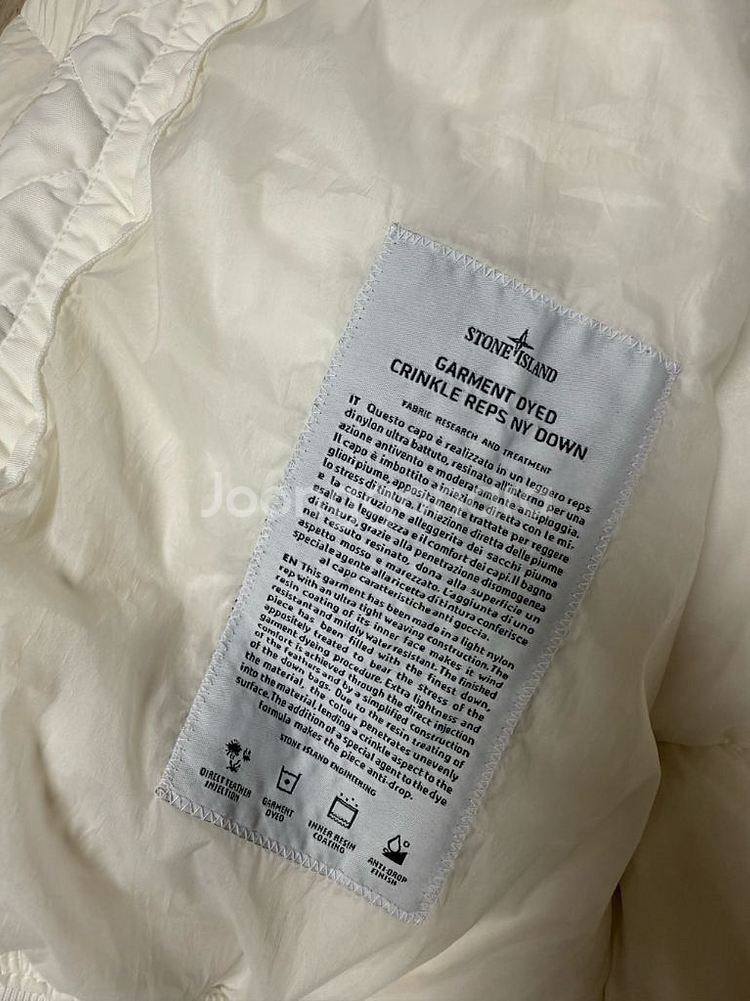 STONE ISLAND
GARMENT DYED
CRINKLE REPS NY DOWN
FABRIC RESEARCH AND TREATMENT
IT Questo capo è realizzato in un leggero reps
di nylon ultra battuto, resinato all'interno per una
azione antivento e moderatamente antipioggia.
Il capo è imbottito a iniezione diretta con le mi-
gliori piume, appositamente trattate per reggere
lo stress di tintura. L'iniezione diretta delle piume
e la costruzione alleggerita dei sacchi piuma
esalta la leggerezza e il comfort dei capi. Il bagno
di tintura, grazie alla penetrazione disomogenea
nel tessuto resinato, dona alla superficie un
aspetto mosso e marezzato. L'aggiunta di uno
speciale agente alla ricetta di tintura conferisce
al capo caratteristiche anti goccia.
EN This garment has been made in a light nylon
rep with an ultra tight weaving construction. The
resin coating of its inner face makes it wind
resistant and mildly water resistant. The finished
piece has been filled with the finest down,
appositely treated to bear the stress of the
garment dyeing procedure. Extra lightness and
comfort is achieved through the direct injection
of the feathers and by a simplified construction
of the down bags. Due to the resin treating of
the material, the colour penetrates unevenly
into the material, lending a crinkle aspect to the
surface. The addition of a special agent to the dye
formula makes the piece anti-drop.
STONE ISLAND ENGINEERING
DIRECT FEATHER
INJECTION
GARMENT
DYED
INNER RESIN
COATING
ANTI-DROP
FINISH